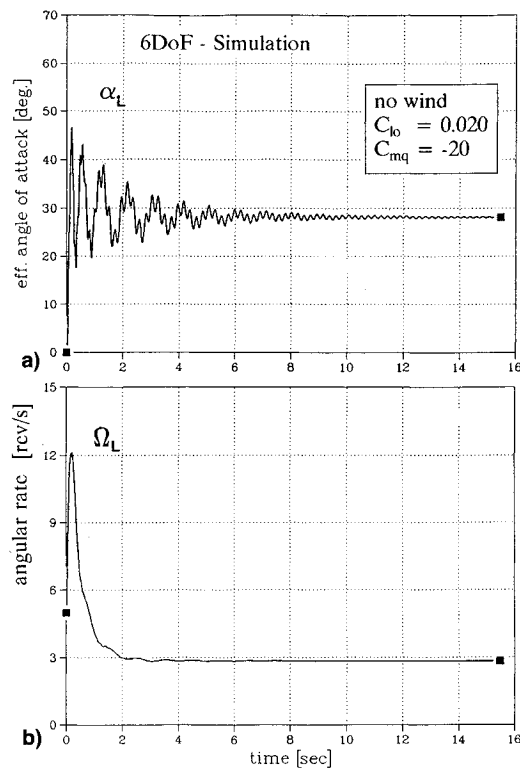 6DoF - Simulation
α_L
no wind
C_lo = 0.020
C_mq = -20
eff. angle of attack [deg.]
70
60
50
40
30
20
10
0
0 2 4 6 8 10 12 14 16
a)
Ω_L
angular rate [rev/s]
15
12
9
6
3
0
0 2 4 6 8 10 12 14 16
b)
time [sec]